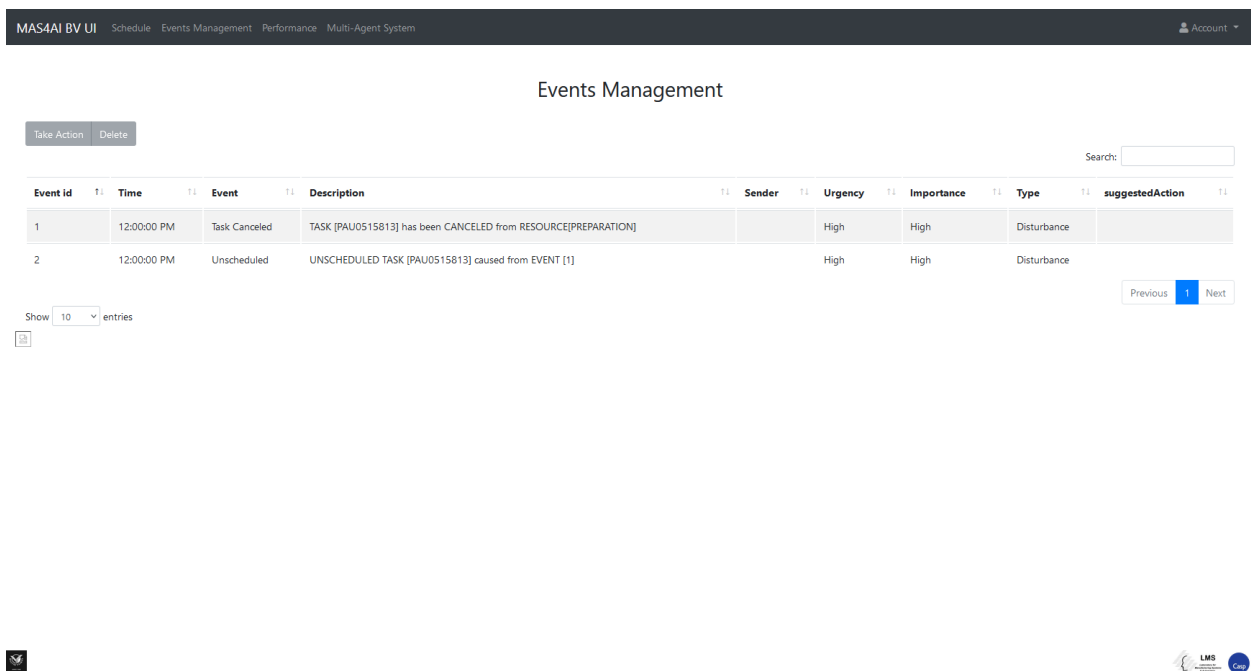 MAS4AI BV UI Schedule Events Management Performance Multi-Agent System Account
Events Management
Take Action Delete
Search:
Event id Time Event Description Sender Urgency Importance Type suggestedAction
1 12:00:00 PM Task Canceled TASK [PAU0515813] has been CANCELED from RESOURCE[PREPARATION] High High Disturbance
2 12:00:00 PM Unscheduled UNSCHEDULED TASK [PAU0515813] caused from EVENT [1] High High Disturbance
Previous 1 Next
Show 10 entries
LMS
Casp